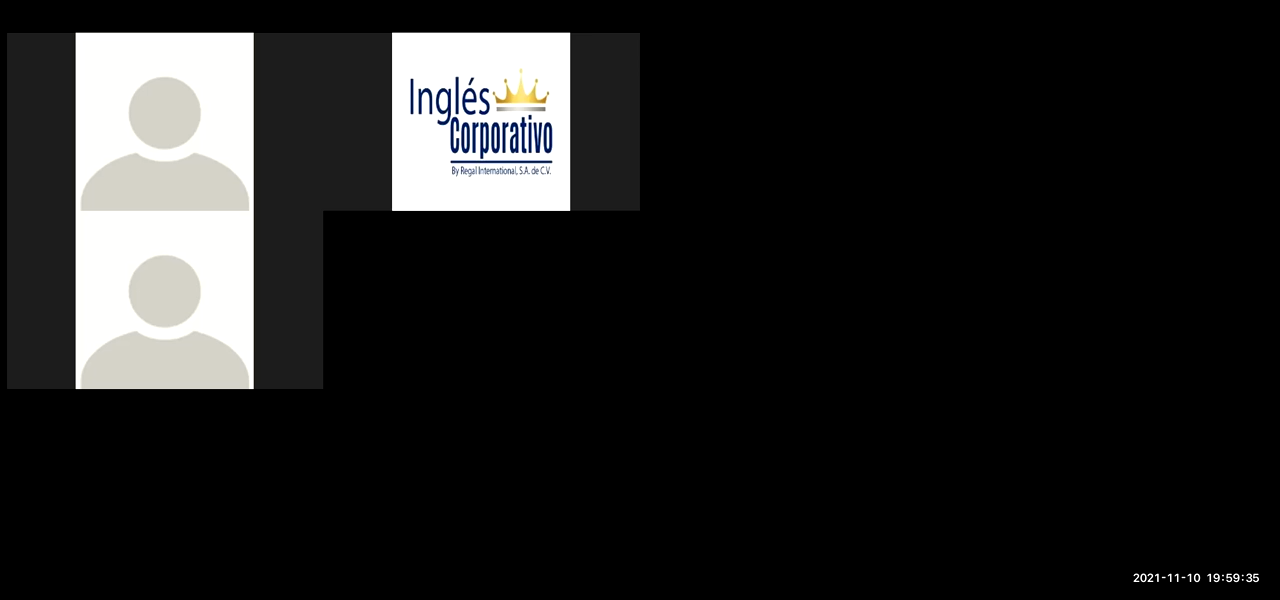 Inglés
Corporativo
By Regal International, S.A. de C.V.
2021-11-10 19:59:35